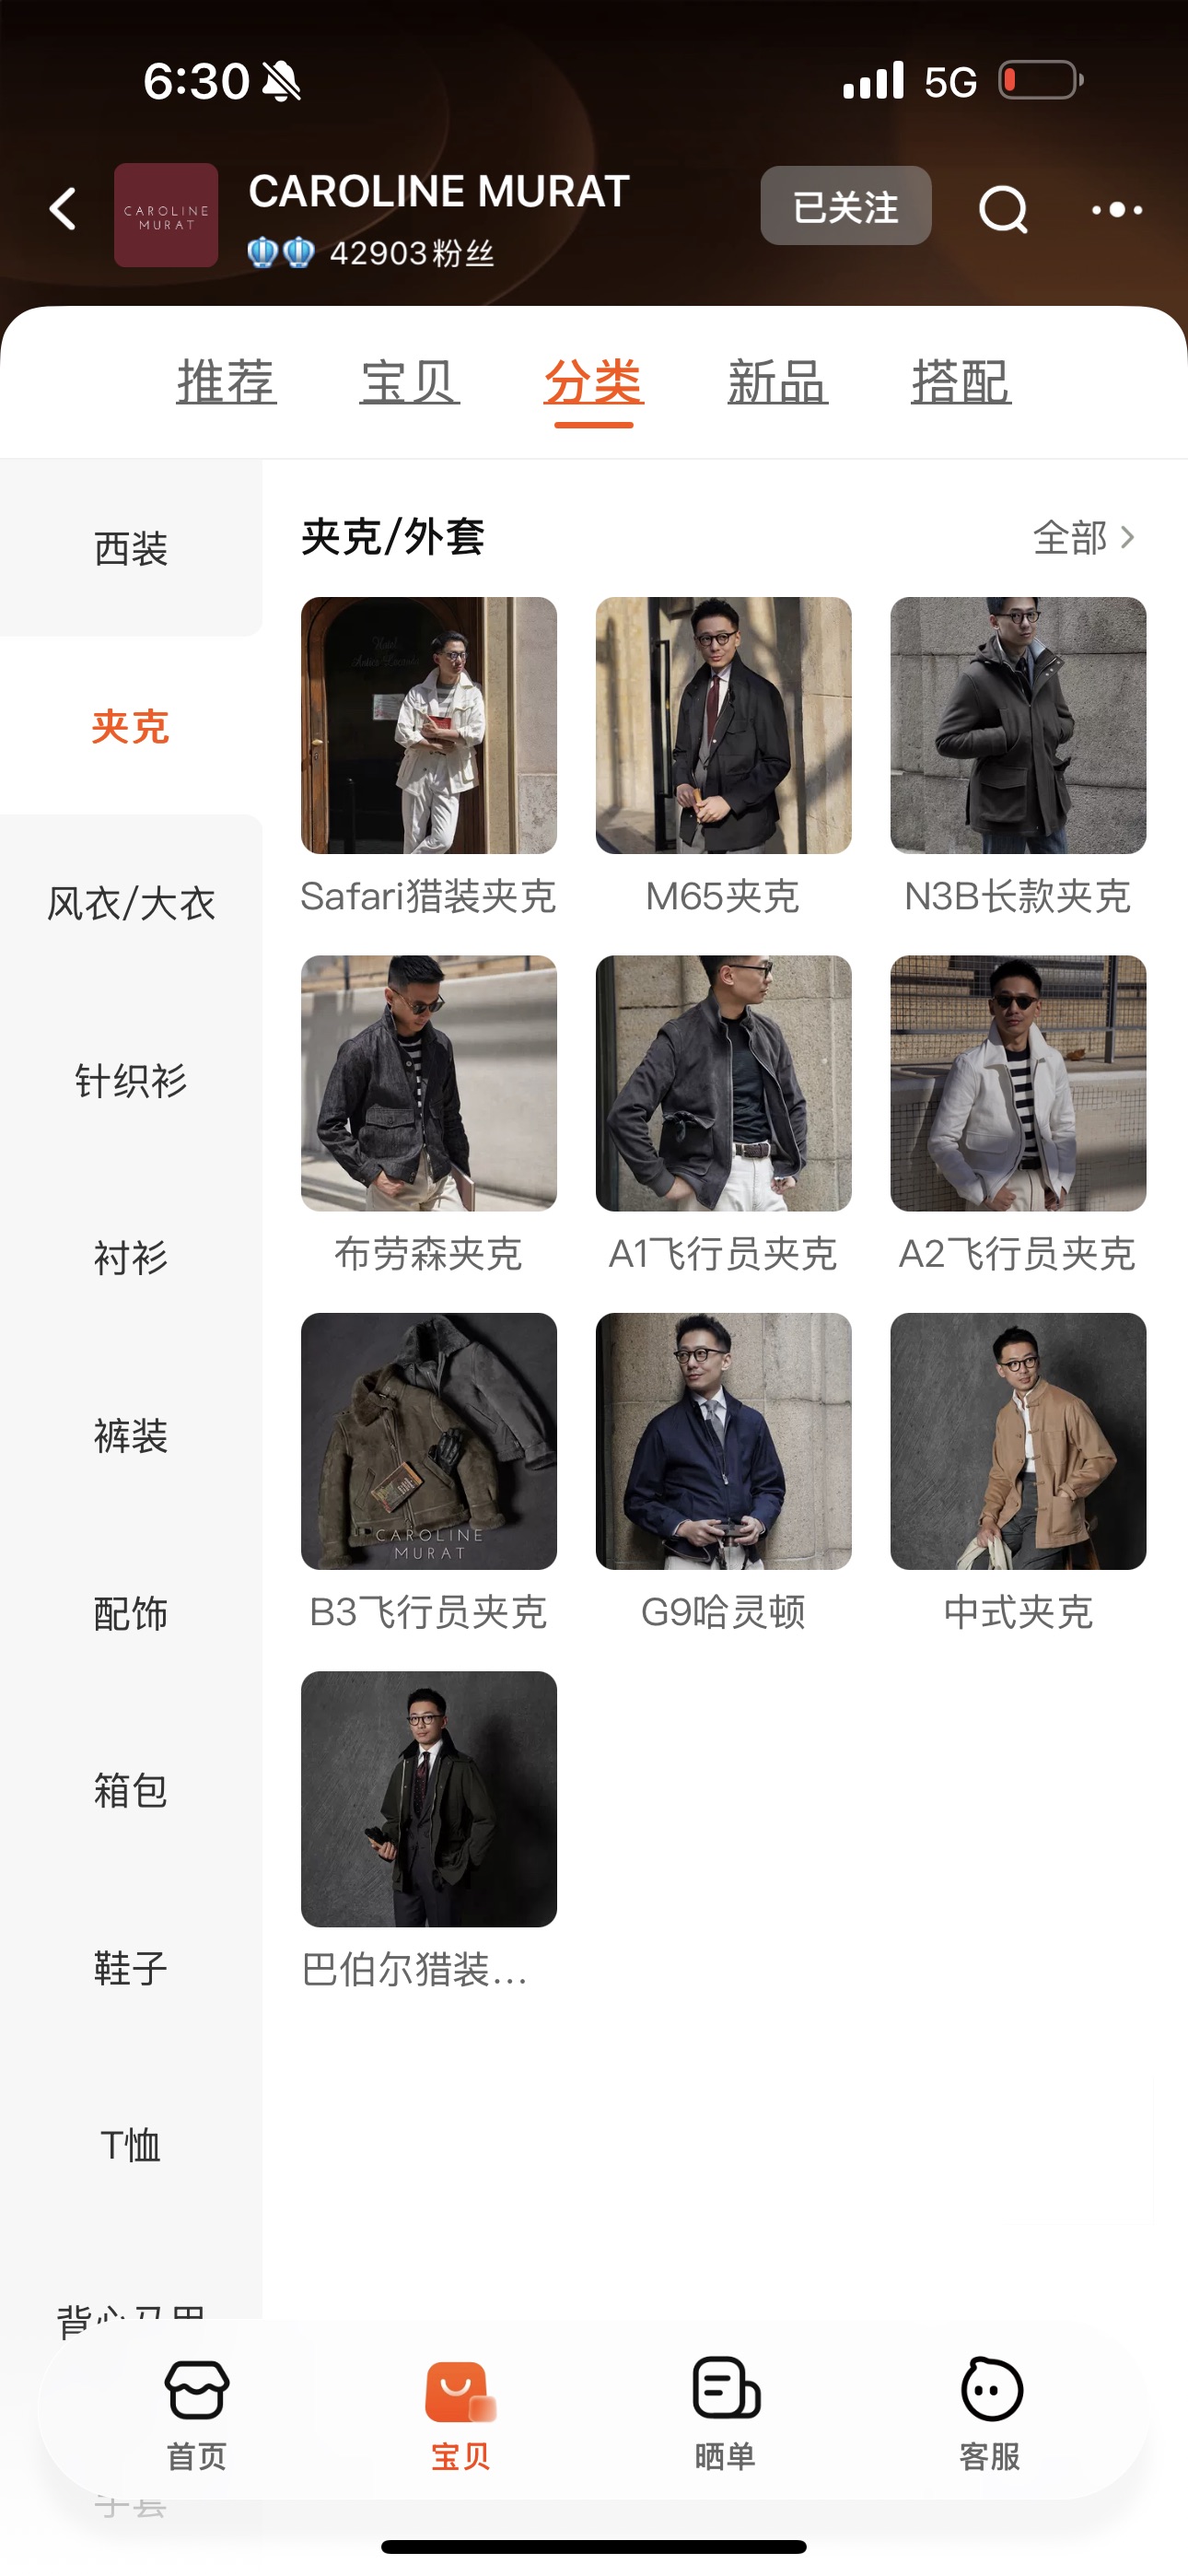 6:30
5G
CAROLINE
MURAT
CAROLINE MURAT
42903粉丝
已关注
推荐
宝贝
分类
新品
搭配
西装
夹克
风衣/大衣
针织衫
衬衫
裤装
配饰
箱包
鞋子
T恤
背心马甲
手套
夹克/外套
全部
Safari猎装夹克
M65夹克
N3B长款夹克
布劳森夹克
A1飞行员夹克
A2飞行员夹克
CAROLINE
MURAT
B3飞行员夹克
G9哈灵顿
中式夹克
巴伯尔猎装...
首页
宝贝
晒单
客服